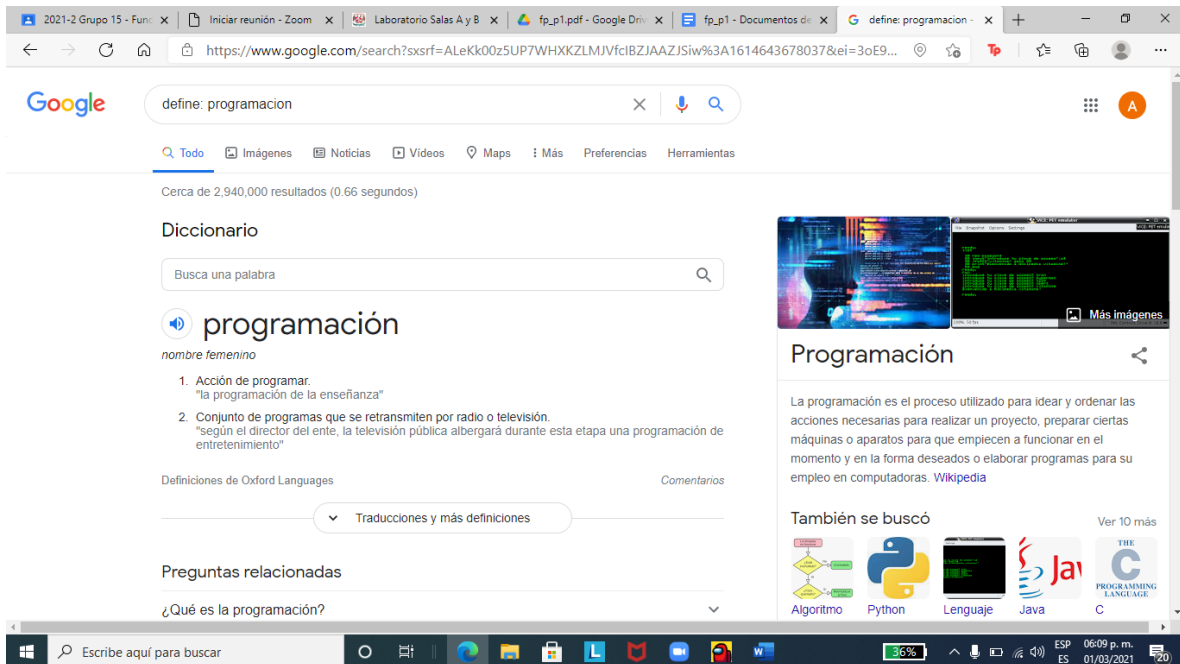 2021-2 Grupo 15 - Func
Iniciar reunión - Zoom
Laboratorio Salas A y B
fp_p1.pdf - Google Driv
fp_p1 - Documentos de
define: programacion -
https://www.google.com/search?sxsrf=ALeKk00z5UP7WHXKZLMJVfcIBZJAAZJSiw%3A1614643678037&ei=3oE9...
Google
define: programacion
A
Todo Imágenes Noticias Vídeos Maps Más Preferencias Herramientas
Cerca de 2,940,000 resultados (0.66 segundos)
Diccionario
Busca una palabra
programación
nombre femenino
1. Acción de programar.
"la programación de la enseñanza"
2. Conjunto de programas que se retransmiten por radio o televisión.
"según el director del ente, la televisión pública albergará durante esta etapa una programación de
entretenimiento"
Definiciones de Oxford Languages Comentarios
Traducciones y más definiciones
Preguntas relacionadas
¿Qué es la programación?
Más imágenes
Programación
La programación es el proceso utilizado para idear y ordenar las
acciones necesarias para realizar un proyecto, preparar ciertas
máquinas o aparatos para que empiecen a funcionar en el
momento y en la forma deseados o elaborar programas para su
empleo en computadoras. Wikipedia
También se buscó Ver 10 más
THE
C
PROGRAMMING
LANGUAGE
Algoritmo Python Lenguaje Java C
Escribe aquí para buscar
36%
ESP 06:09 p. m.
ES 01/03/2021
20